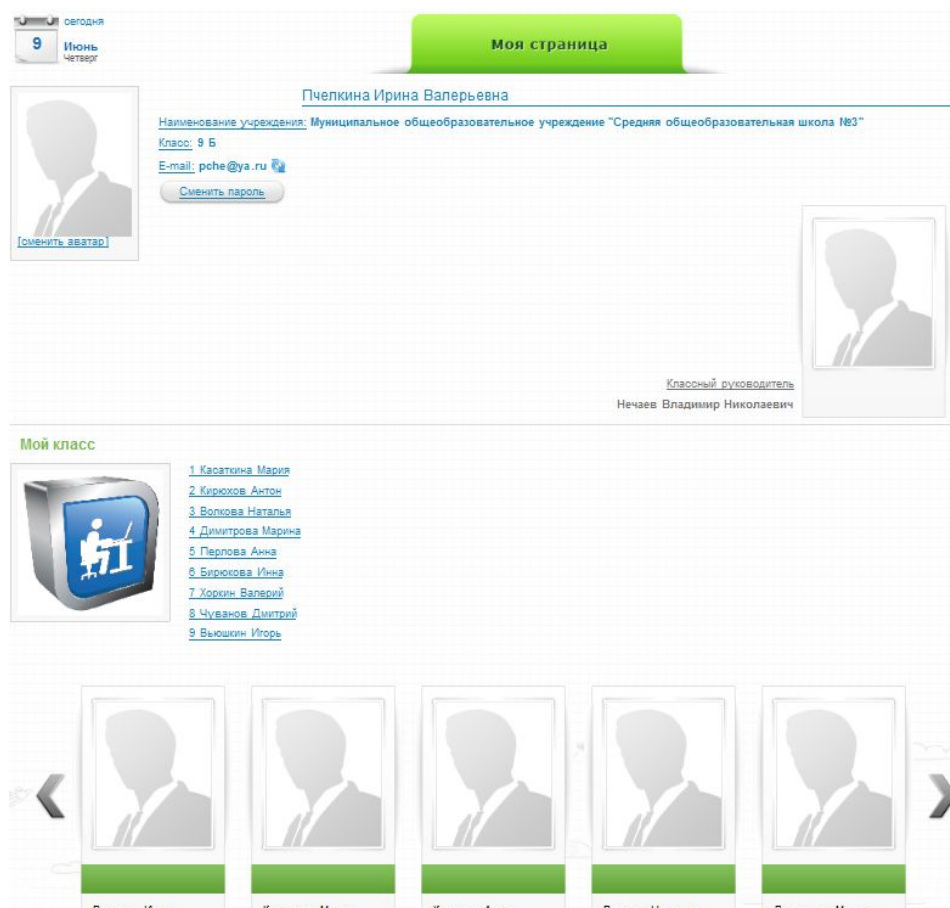 сегодня
9
Июнь
Четверг
Моя страница
Пчелкина Ирина Валерьевна
Наименование учреждения: Муниципальное общеобразовательное учреждение "Средняя общеобразовательная школа №3"
Класс: 9 Б
E-mail: pche@ya.ru
Сменить пароль
[сменить аватар]
Классный руководитель
Нечаев Владимир Николаевич
Мой класс
1 Касаткина Мария
2 Кирюхов Антон
3 Волкова Наталья
4 Димитрова Марина
5 Перлова Анна
6 Бирюкова Инна
7 Хоркин Валерий
8 Чуванов Дмитрий
9 Вьюшкин Игорь